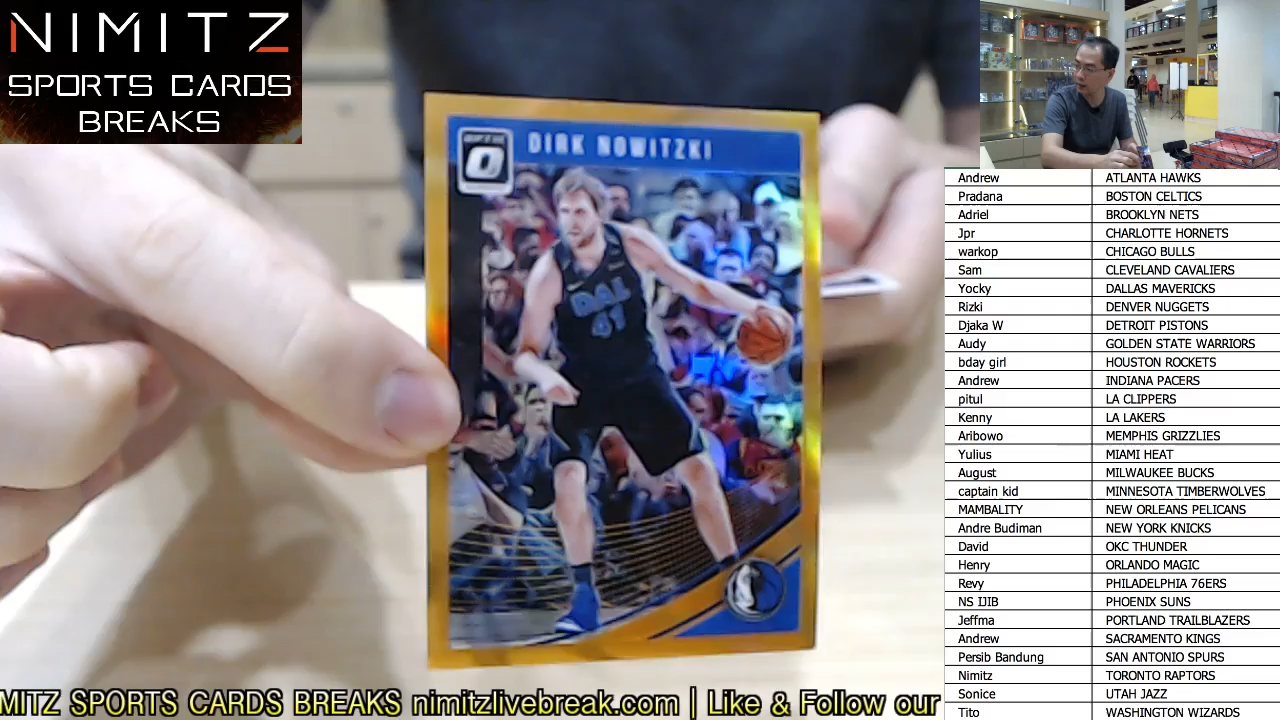 NIMITZ
SPORTS CARDS
BREAKS
OPTIC
DIRK NOWITZKI
DAL
41
Andrew ATLANTA HAWKS
Pradana BOSTON CELTICS
Adriel BROOKLYN NETS
Jpr CHARLOTTE HORNETS
warkop CHICAGO BULLS
Sam CLEVELAND CAVALIERS
Yocky DALLAS MAVERICKS
Rizki DENVER NUGGETS
Djaka W DETROIT PISTONS
Audy GOLDEN STATE WARRIORS
bday girl HOUSTON ROCKETS
Andrew INDIANA PACERS
pitul LA CLIPPERS
Kenny LA LAKERS
Aribowo MEMPHIS GRIZZLIES
Yulius MIAMI HEAT
August MILWAUKEE BUCKS
captain kid MINNESOTA TIMBERWOLVES
MAMBALITY NEW ORLEANS PELICANS
Andre Budiman NEW YORK KNICKS
David OKC THUNDER
Henry ORLANDO MAGIC
Revy PHILADELPHIA 76ERS
NS IJIB PHOENIX SUNS
Jeffma PORTLAND TRAILBLAZERS
Andrew SACRAMENTO KINGS
Persib Bandung SAN ANTONIO SPURS
Nimitz TORONTO RAPTORS
Sonice UTAH JAZZ
Tito WASHINGTON WIZARDS
MITZ SPORTS CARDS BREAKS nimitzlivebreak.com | Like & Follow our